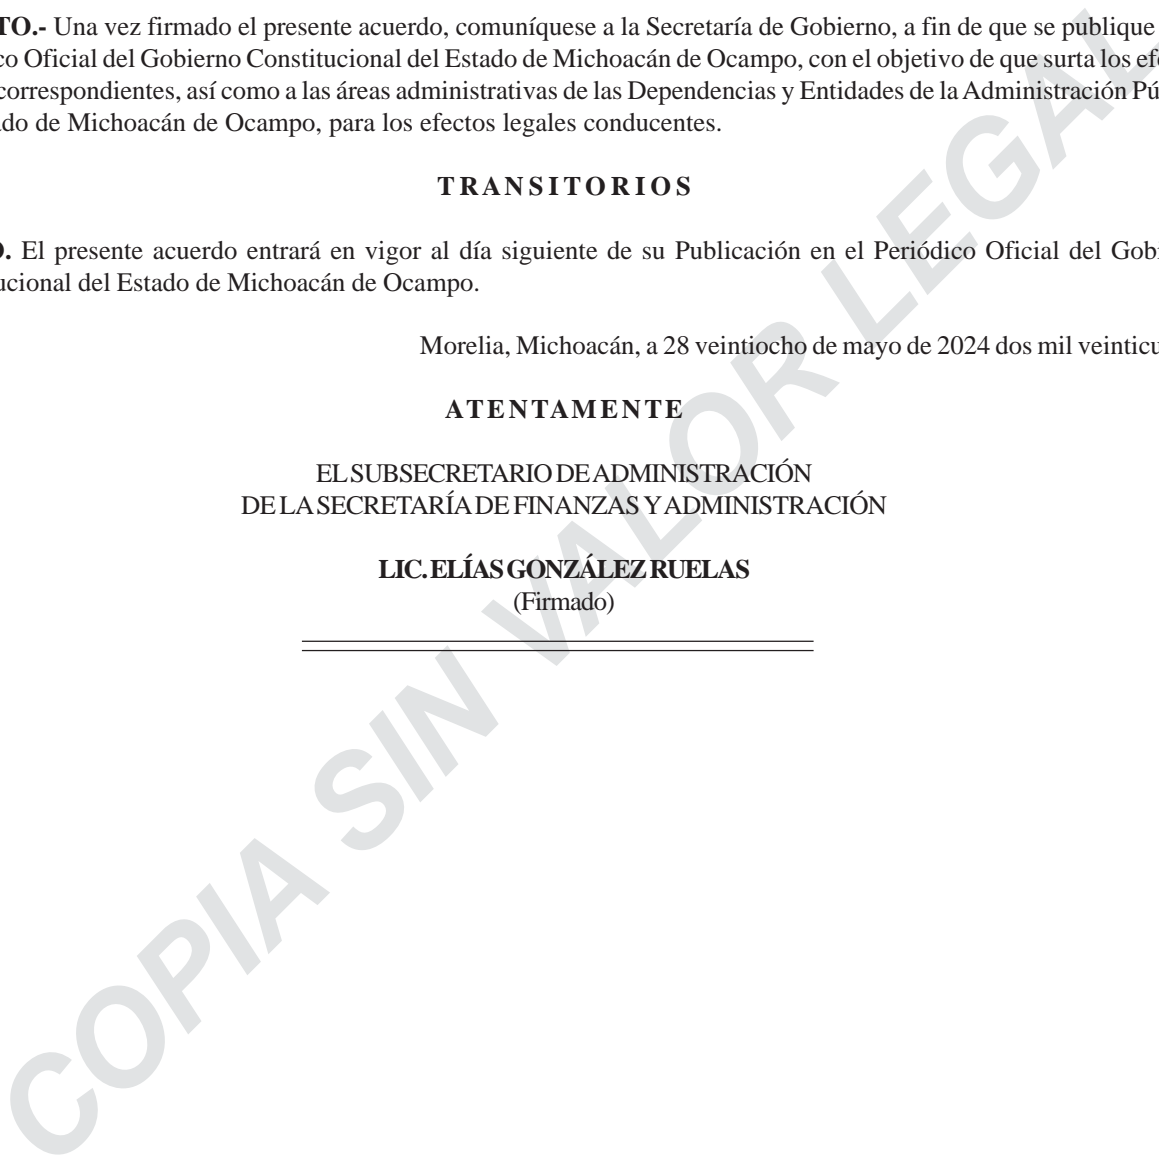 TO.- Una vez firmado el presente acuerdo, comuníquese a la Secretaría de Gobierno, a fin de que se publique
co Oficial del Gobierno Constitucional del Estado de Michoacán de Ocampo, con el objetivo de que surta los efe
correspondientes, así como a las áreas administrativas de las Dependencias y Entidades de la Administración Pú
ado de Michoacán de Ocampo, para los efectos legales conducentes.
TRANSITORIOS
O. El presente acuerdo entrará en vigor al día siguiente de su Publicación en el Periódico Oficial del Gobi
ucional del Estado de Michoacán de Ocampo.
Morelia, Michoacán, a 28 veintiocho de mayo de 2024 dos mil veinticu
ATENTAMENTE
EL SUBSECRETARIO DE ADMINISTRACIÓN
DE LA SECRETARÍA DE FINANZAS Y ADMINISTRACIÓN
LIC. ELÍAS GONZÁLEZ RUELAS
(Firmado)
COPIA SIN VALOR LEGAL